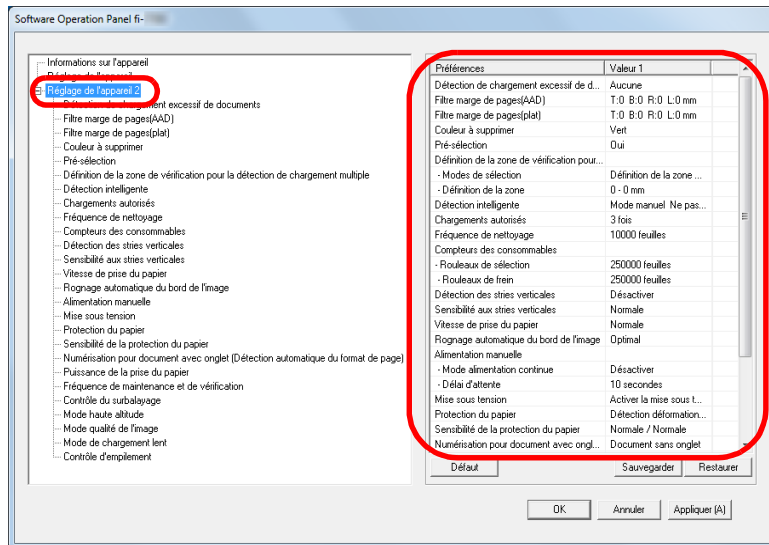 Software Operation Panel fi-
Informations sur l'appareil
Réglage de l'appareil
Réglage de l'appareil 2
Détection de chargement excessif de documents
Filtre marge de pages(AAD)
Filtre marge de pages(plat)
Couleur à supprimer
Pré-sélection
Définition de la zone de vérification pour la détection de chargement multiple
Détection intelligente
Chargements autorisés
Fréquence de nettoyage
Compteurs des consommables
Détection des stries verticales
Sensibilité aux stries verticales
Vitesse de prise du papier
Rognage automatique du bord de l'image
Alimentation manuelle
Mise sous tension
Protection du papier
Sensibilité de la protection du papier
Numérisation pour document avec onglet (Détection automatique du format de page)
Puissance de la prise du papier
Fréquence de maintenance et de vérification
Contrôle du surbalayage
Mode haute altitude
Mode qualité de l'image
Mode de chargement lent
Contrôle d'empilement
Préférences Valeur 1
Détection de chargement excessif de d... Aucune
Filtre marge de pages(AAD) T:0 B:0 R:0 L:0 mm
Filtre marge de pages(plat) T:0 B:0 R:0 L:0 mm
Couleur à supprimer Vert
Pré-sélection Oui
Définition de la zone de vérification pour...
- Modes de sélection Définition de la zone ...
- Définition de la zone 0 - 0 mm
Détection intelligente Mode manuel Ne pas...
Chargements autorisés 3 fois
Fréquence de nettoyage 10000 feuilles
Compteurs des consommables
- Rouleaux de sélection 250000 feuilles
- Rouleaux de frein 250000 feuilles
Détection des stries verticales Désactiver
Sensibilité aux stries verticales Normale
Vitesse de prise du papier Normale
Rognage automatique du bord de l'image Optimal
Alimentation manuelle
- Mode alimentation continue Désactiver
- Délai d'attente 10 secondes
Mise sous tension Activer la mise sous t...
Protection du papier Détection déformation...
Sensibilité de la protection du papier Normale / Normale
Numérisation pour document avec ongl... Document sans onglet
Défaut Sauvegarder Restaurer
OK Annuler Appliquer (A)